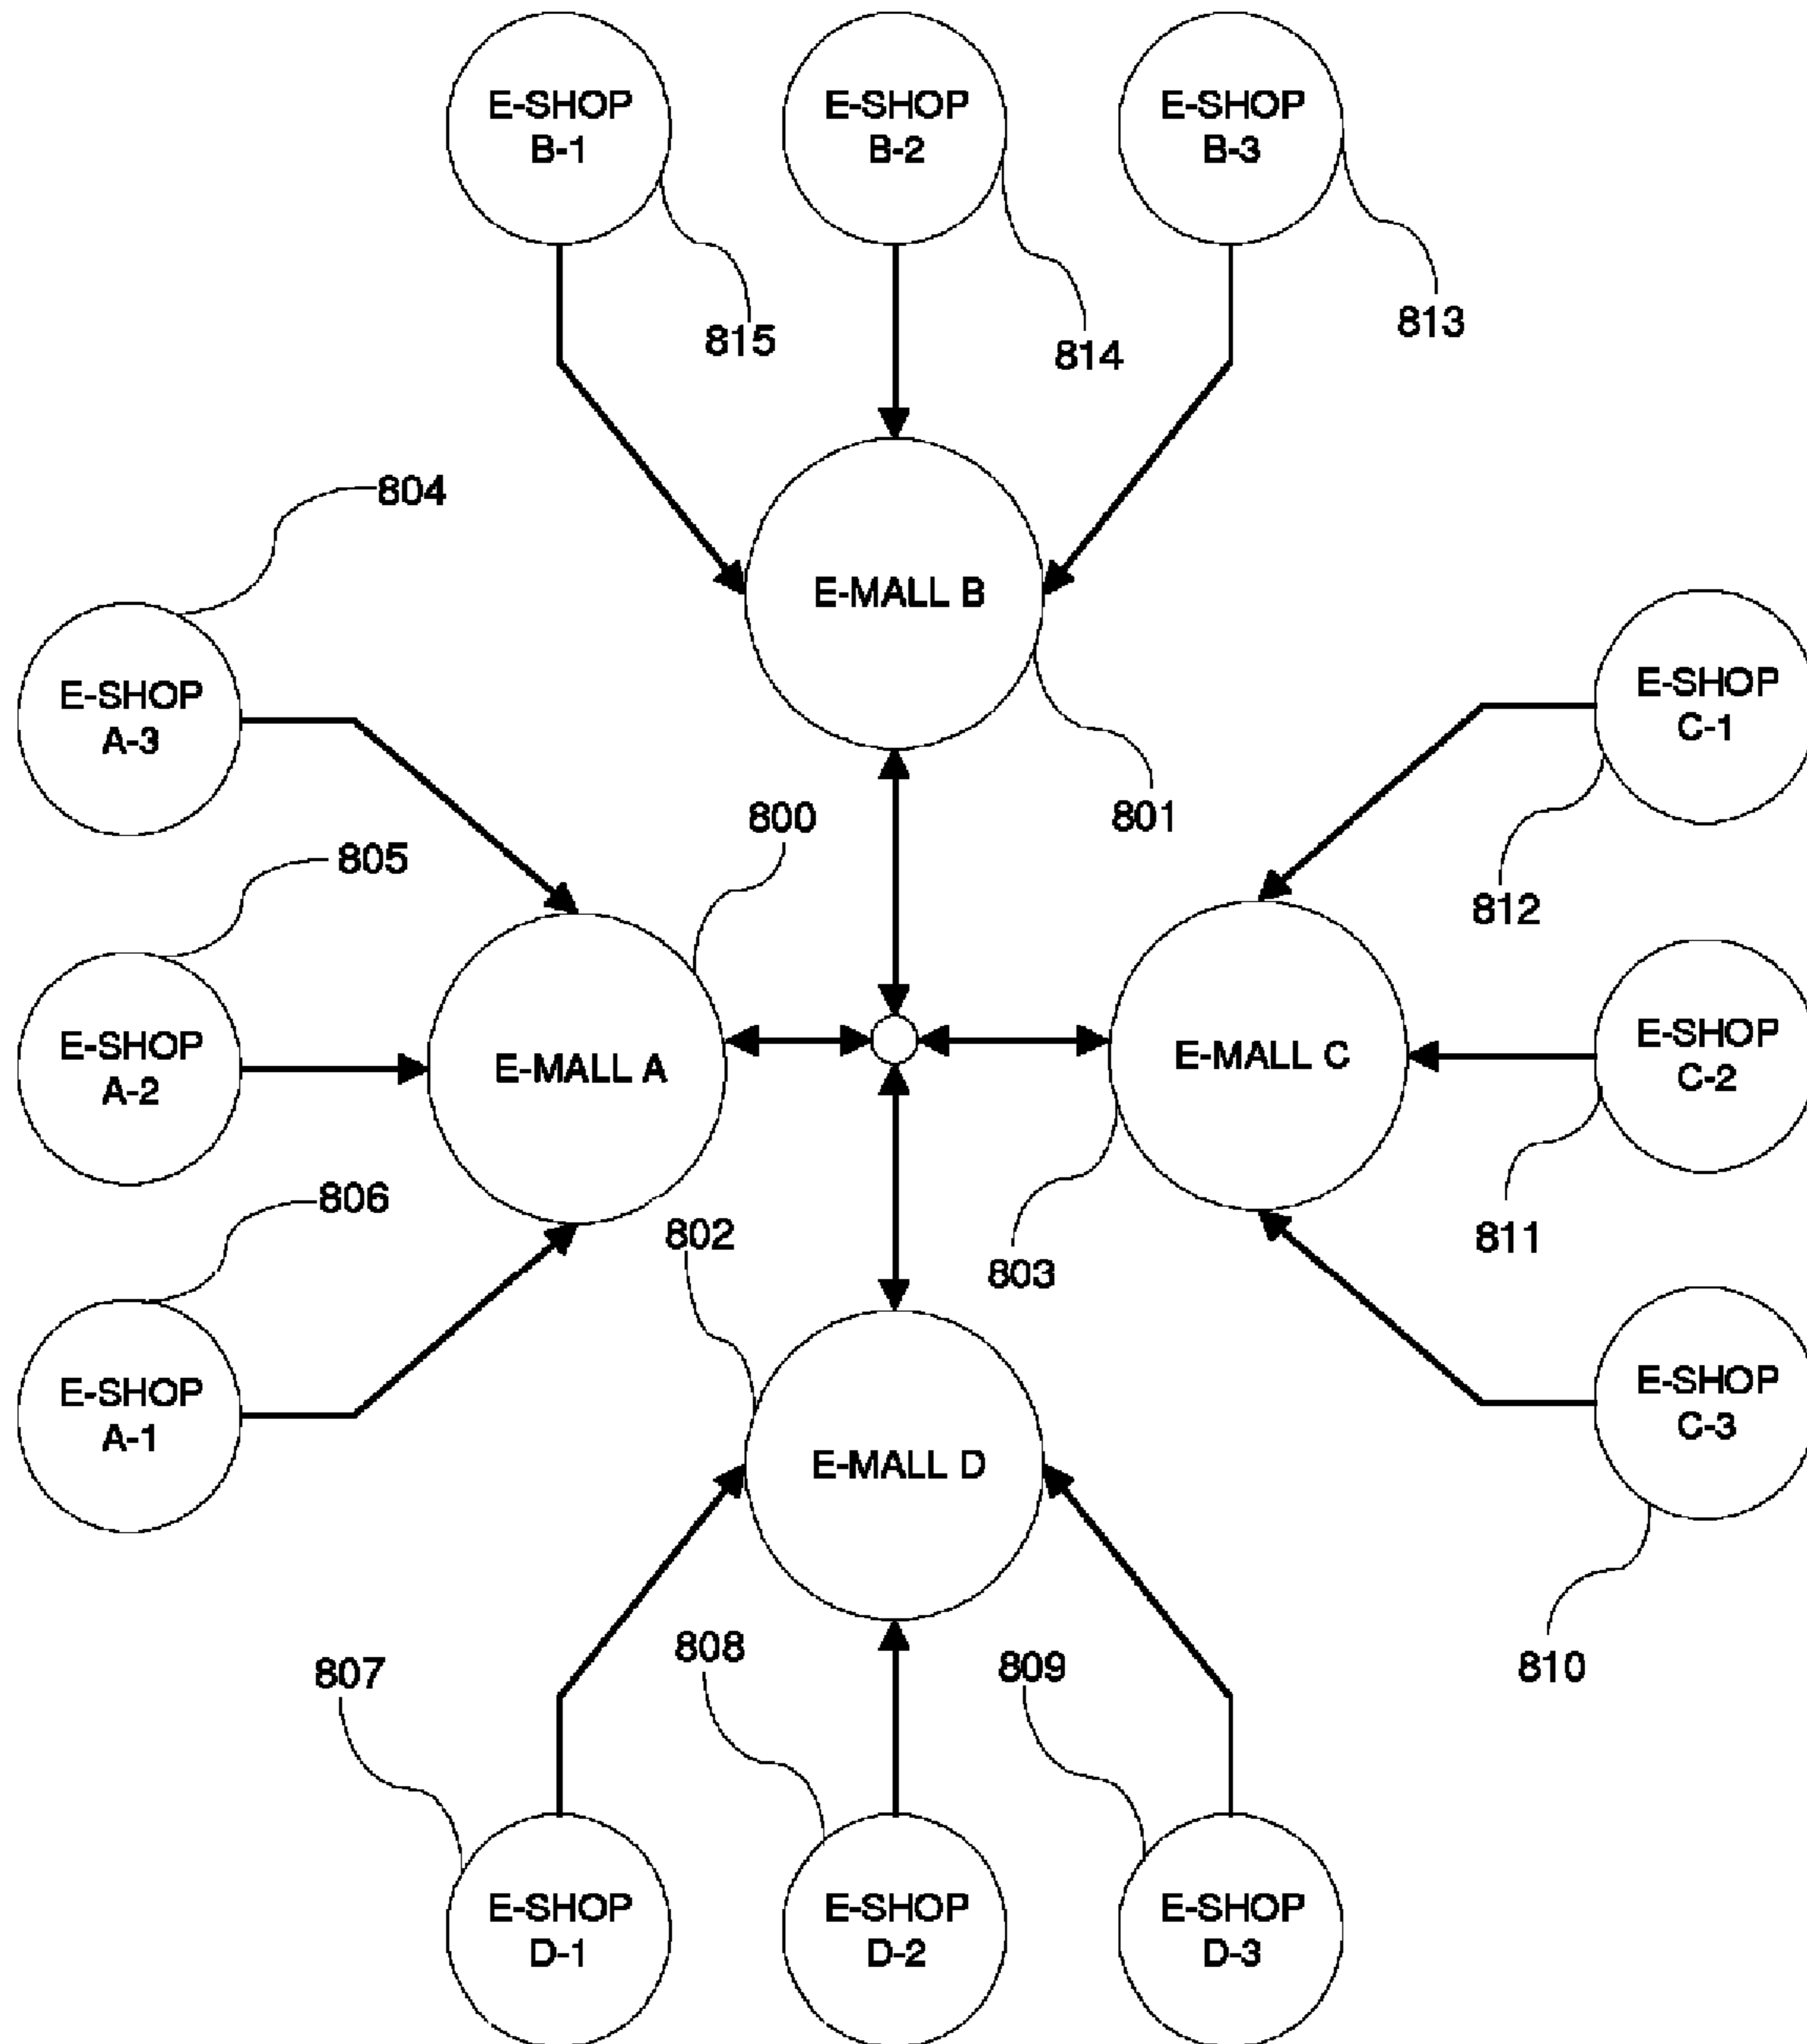 E-SHOP
B-1
E-SHOP
B-2
E-SHOP
B-3
815
814
813
804
E-MALL B
E-SHOP
A-3
E-SHOP
C-1
800
801
805
812
E-SHOP
A-2
E-MALL A
E-MALL C
E-SHOP
C-2
806
802
803
811
E-SHOP
A-1
E-SHOP
C-3
E-MALL D
807
808
809
810
E-SHOP
D-1
E-SHOP
D-2
E-SHOP
D-3